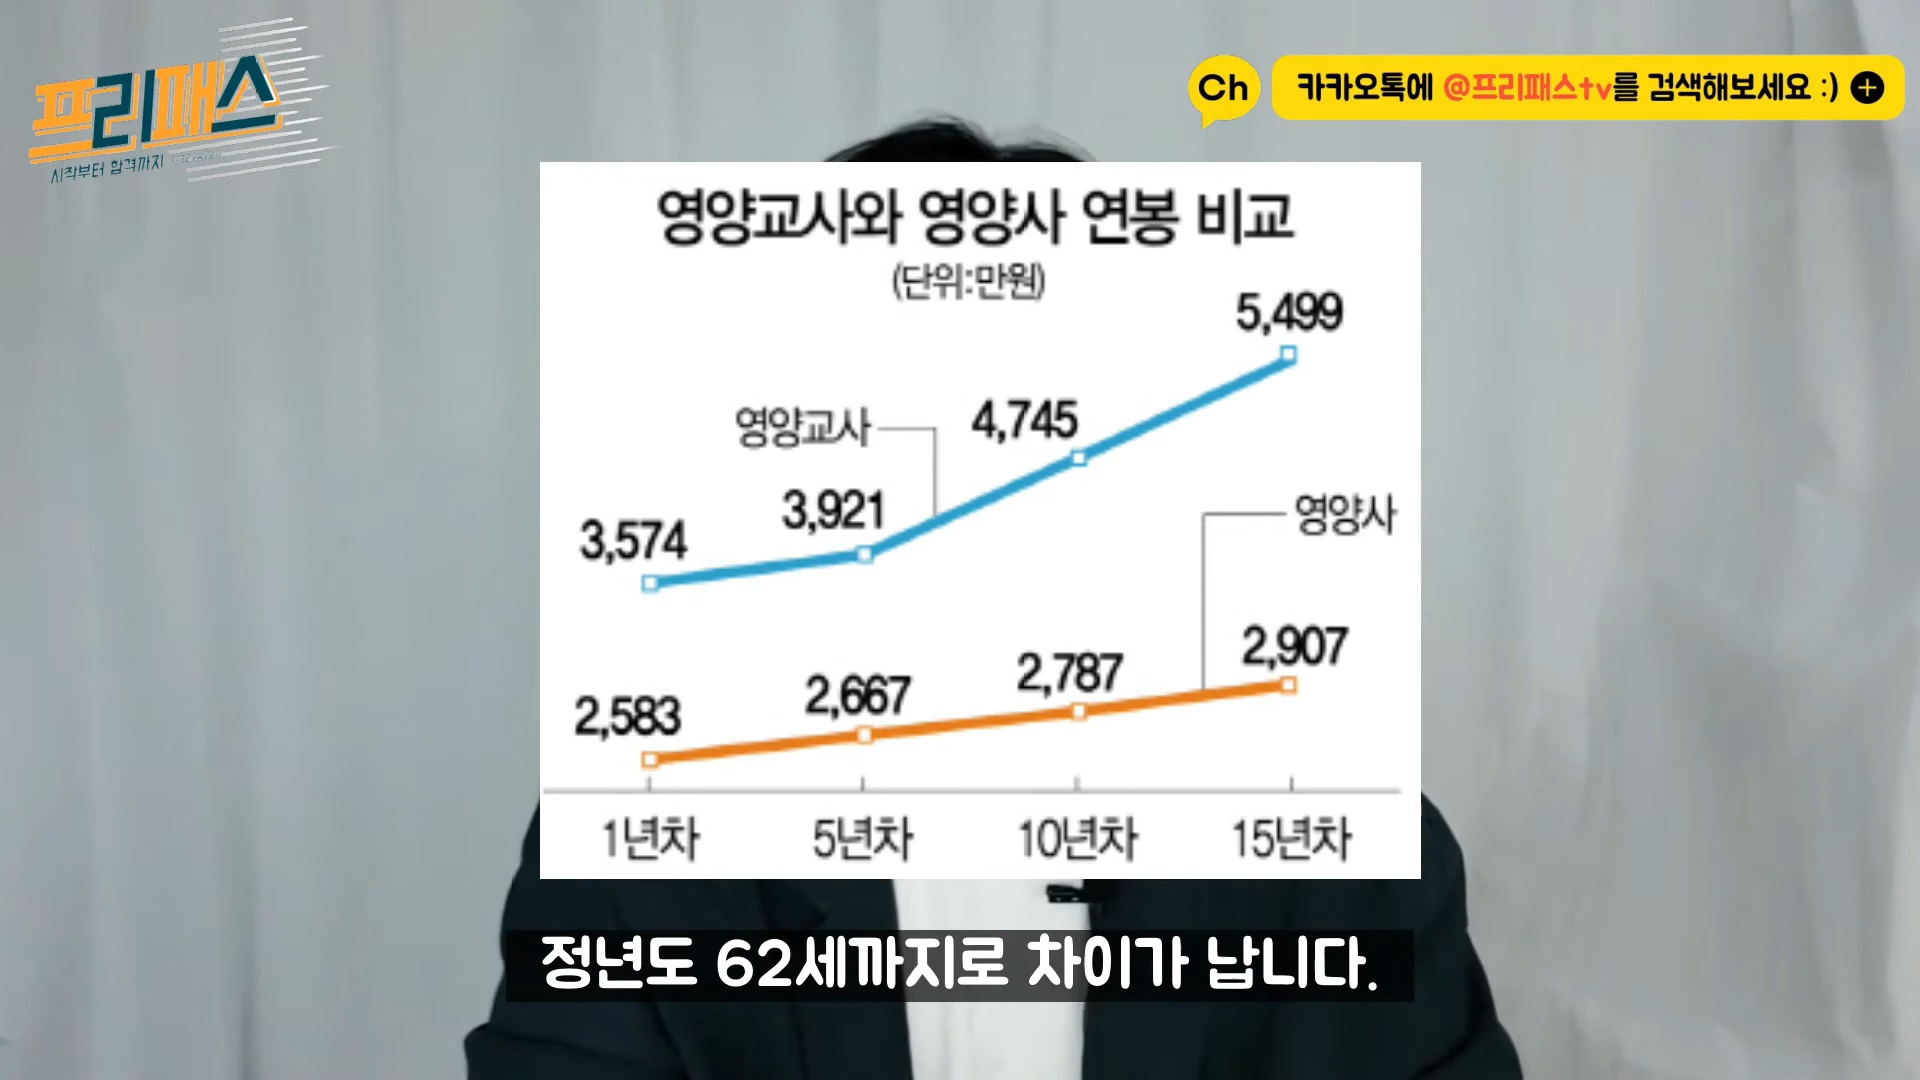 프리패스
시작부터 합격까지
Ch
카카오톡에 @프리패스tv를 검색해보세요 :)
영양교사와 영양사 연봉 비교
(단위:만원)
5,499
영양교사
4,745
3,921
3,574
영양사
2,907
2,787
2,667
2,583
1년차
5년차
10년차
15년차
정년도 62세까지로 차이가 납니다.